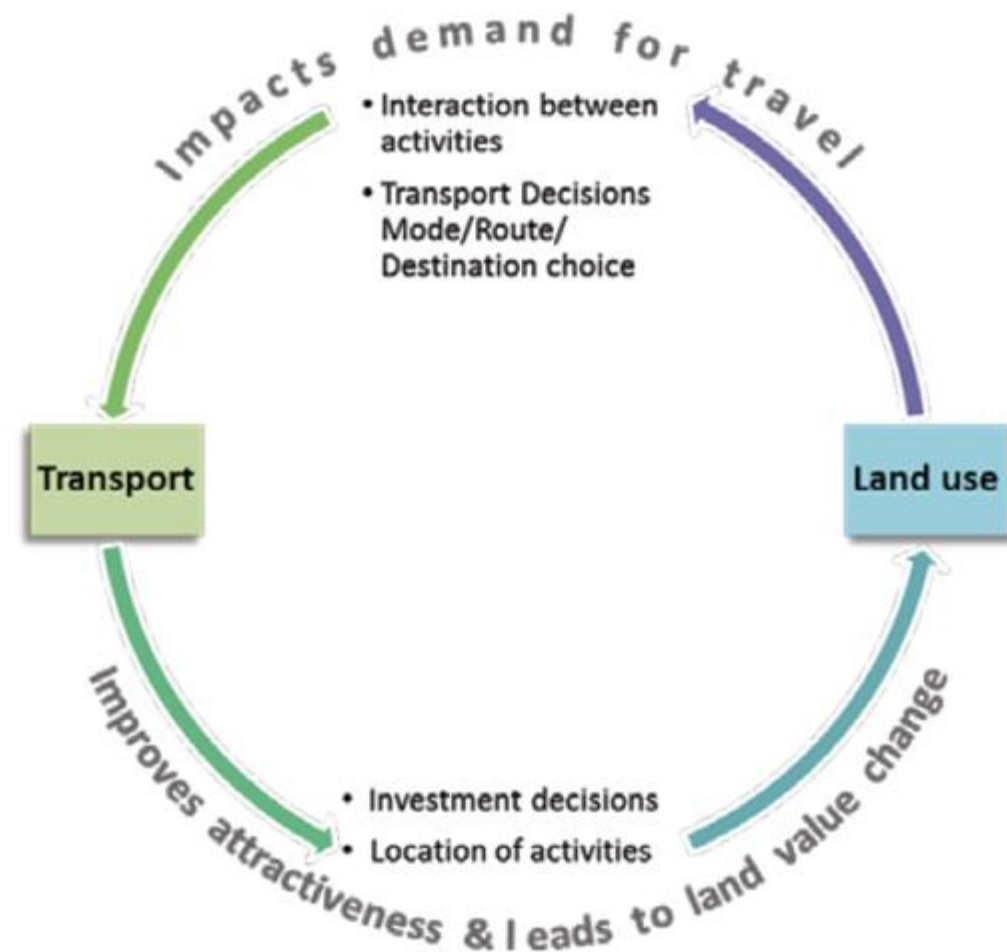 Impacts demand for travel
• Interaction between
activities
• Transport Decisions
Mode/Route/
Destination choice
Transport
Land use
• Investment decisions
• Location of activities
Improves attractiveness & leads to land value change